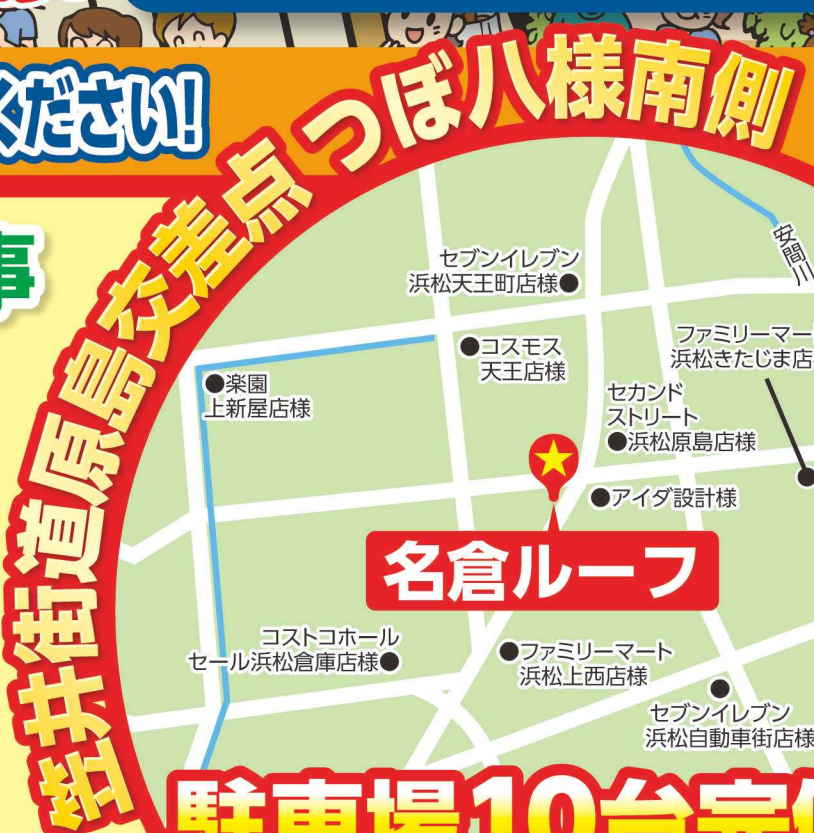 ください!
事
笠井街道原島交差点 つぼ八様南側
安間川
セブンイレブン
浜松天王町店様●
●コスモス
天王店様
ファミリーマー
浜松きたじま店
●楽園
上新屋店様
セカンド
ストリート
●浜松原島店様
●アイダ設計様
名倉ルーフ
コストコホール
セール浜松倉庫店様●
●ファミリーマート
浜松上西店様
セブンイレブン
浜松自動車街店様
駐車場10台完